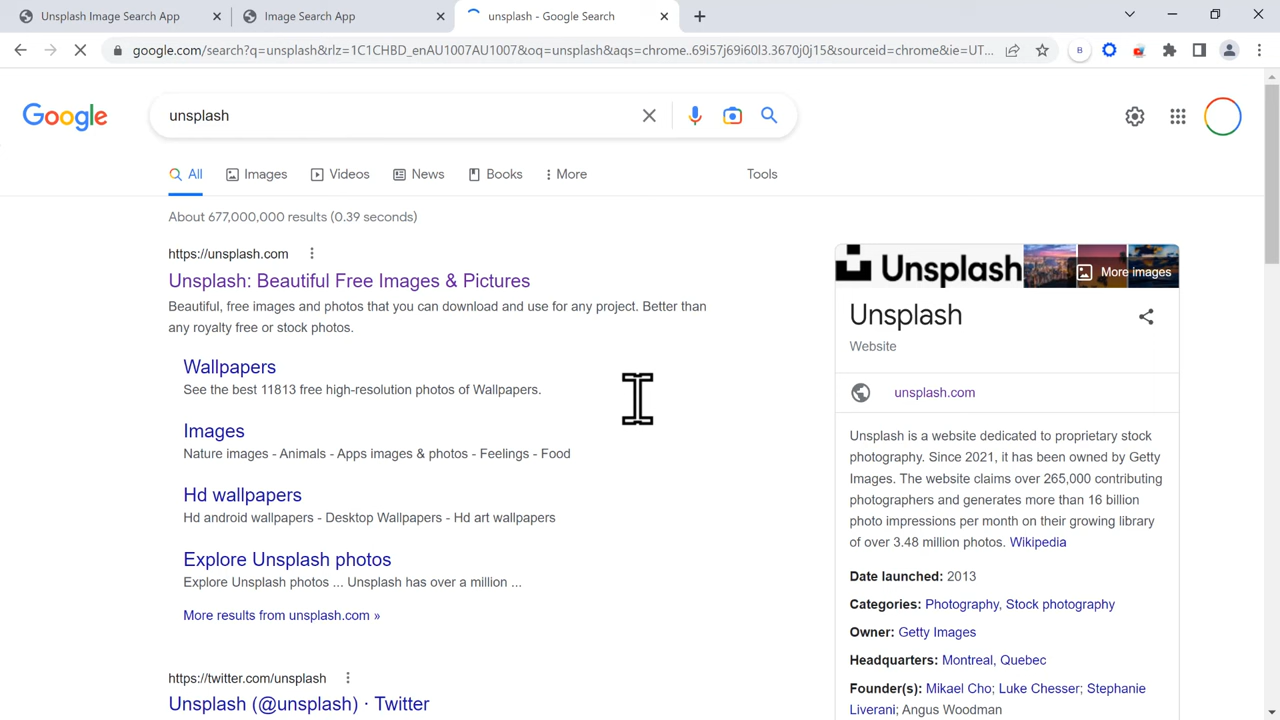 Unsplash Image Search App
Image Search App
unsplash - Google Search
google.com/search?q=unsplash&rlz=1C1CHBD_enAU1007AU1007&oq=unsplash&aqs=chrome..69i57j69i60l3.3670j0j15&sourceid=chrome&ie=UT...
B
Google
unsplash
All
Images
Videos
News
Books
More
Tools
About 677,000,000 results (0.39 seconds)
https://unsplash.com
Unsplash: Beautiful Free Images & Pictures
Beautiful, free images and photos that you can download and use for any project. Better than
any royalty free or stock photos.
Wallpapers
See the best 11813 free high-resolution photos of Wallpapers.
Images
Nature images - Animals - Apps images & photos - Feelings - Food
Hd wallpapers
Hd android wallpapers - Desktop Wallpapers - Hd art wallpapers
Explore Unsplash photos
Explore Unsplash photos ... Unsplash has over a million ...
More results from unsplash.com »
https://twitter.com/unsplash
Unsplash (@unsplash) · Twitter
Unsplash
More images
Unsplash
Website
unsplash.com
Unsplash is a website dedicated to proprietary stock
photography. Since 2021, it has been owned by Getty
Images. The website claims over 265,000 contributing
photographers and generates more than 16 billion
photo impressions per month on their growing library
of over 3.48 million photos. Wikipedia
Date launched: 2013
Categories: Photography, Stock photography
Owner: Getty Images
Headquarters: Montreal, Quebec
Founder(s): Mikael Cho; Luke Chesser; Stephanie
Liverani; Angus Woodman